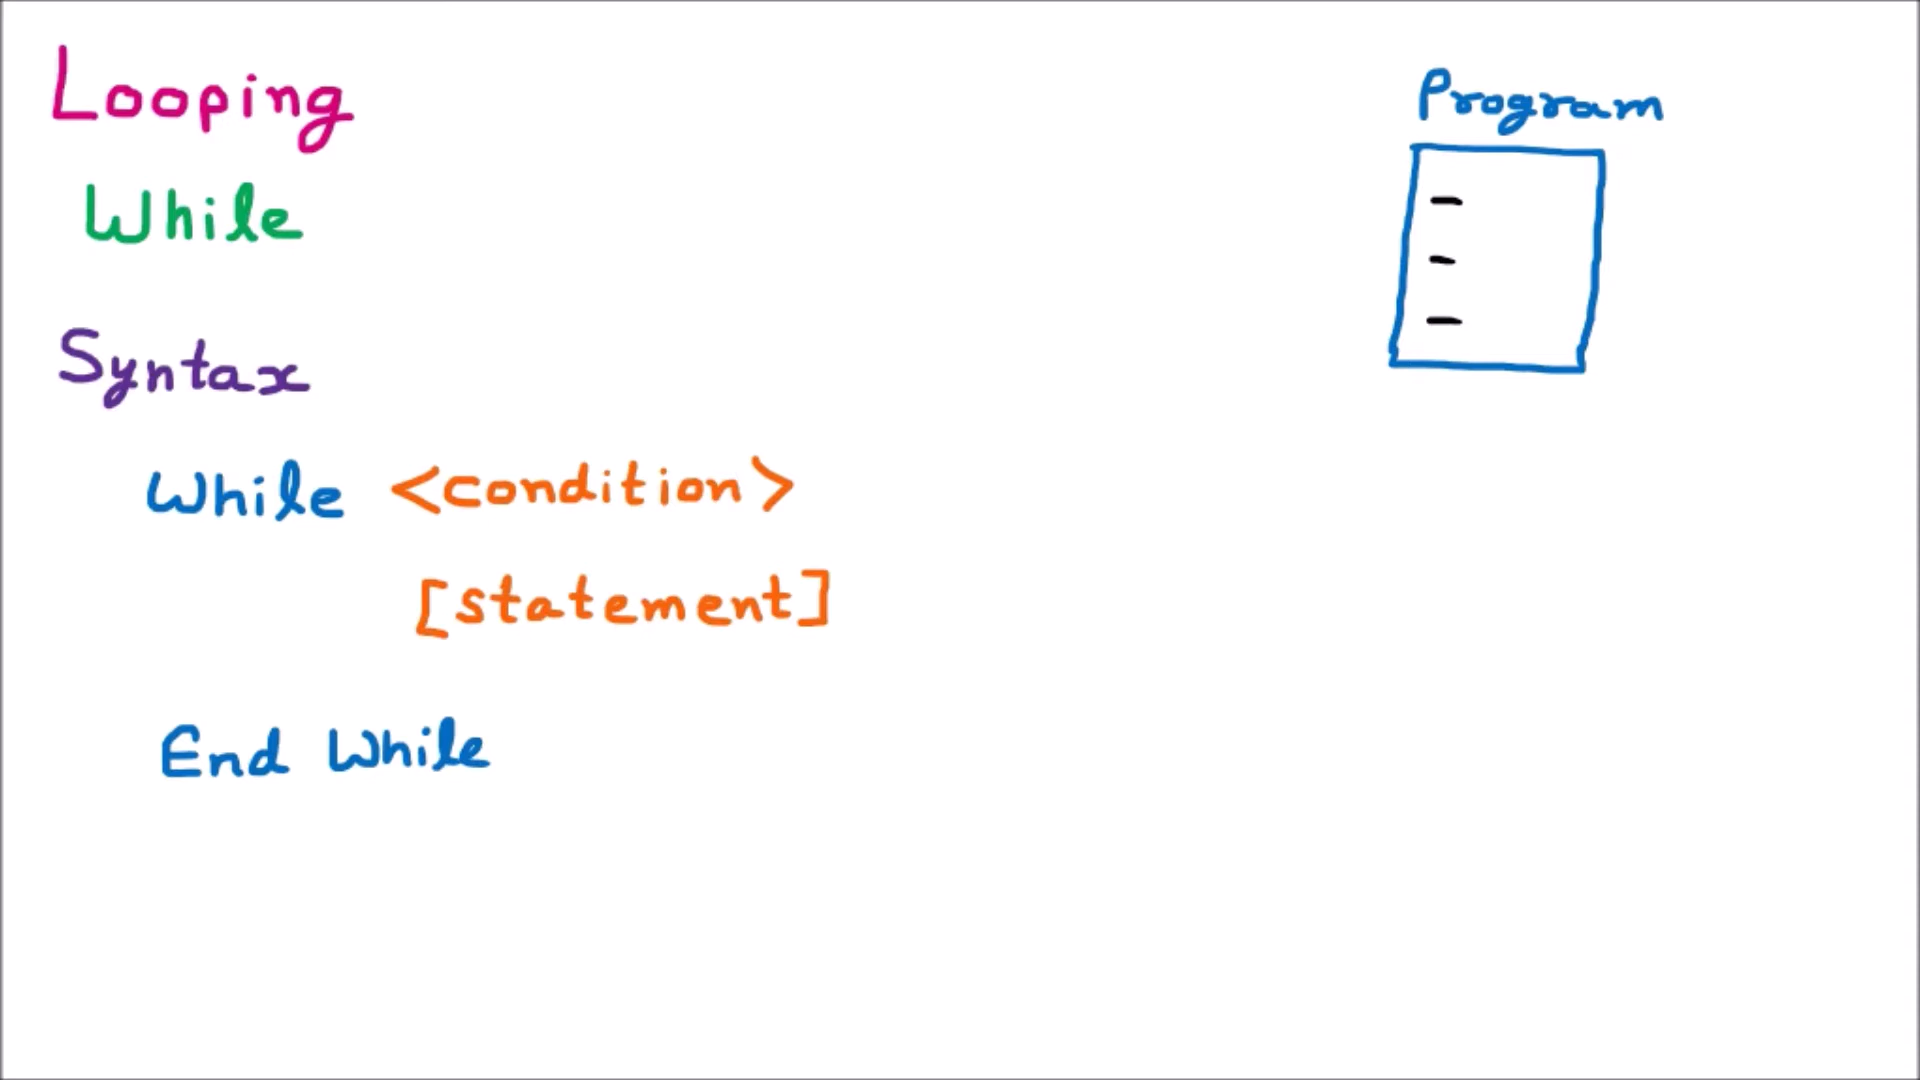 Looping
While
Syntax
While <condition>
[statement]
End While
Program